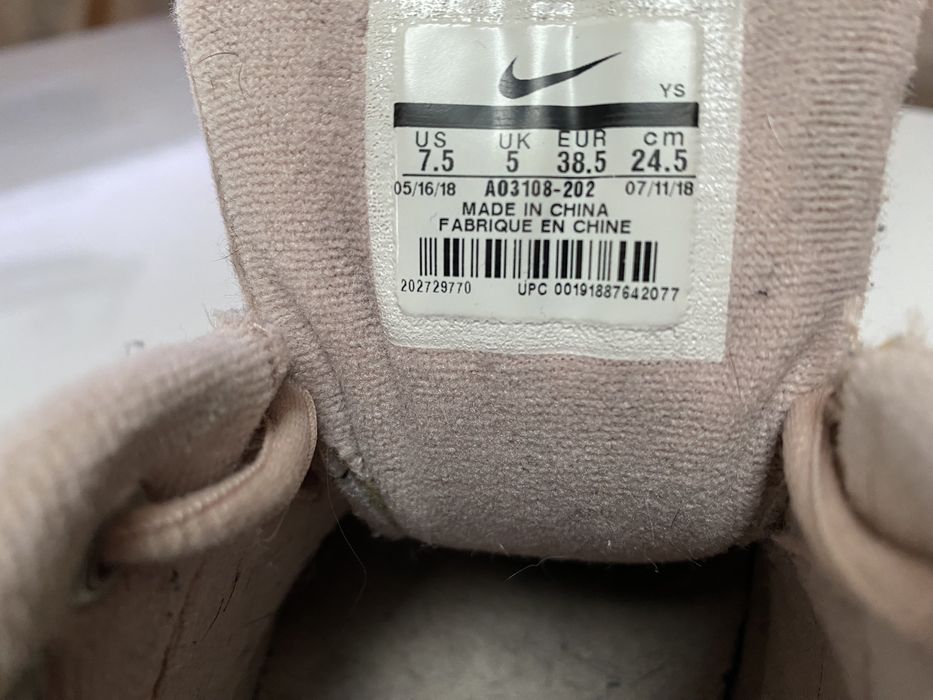 YS
US UK EUR cm
7.5 5 38.5 24.5
05/16/18 AO3108-202 07/11/18
MADE IN CHINA
FABRIQUE EN CHINE
202729770 UPC 00191887642077